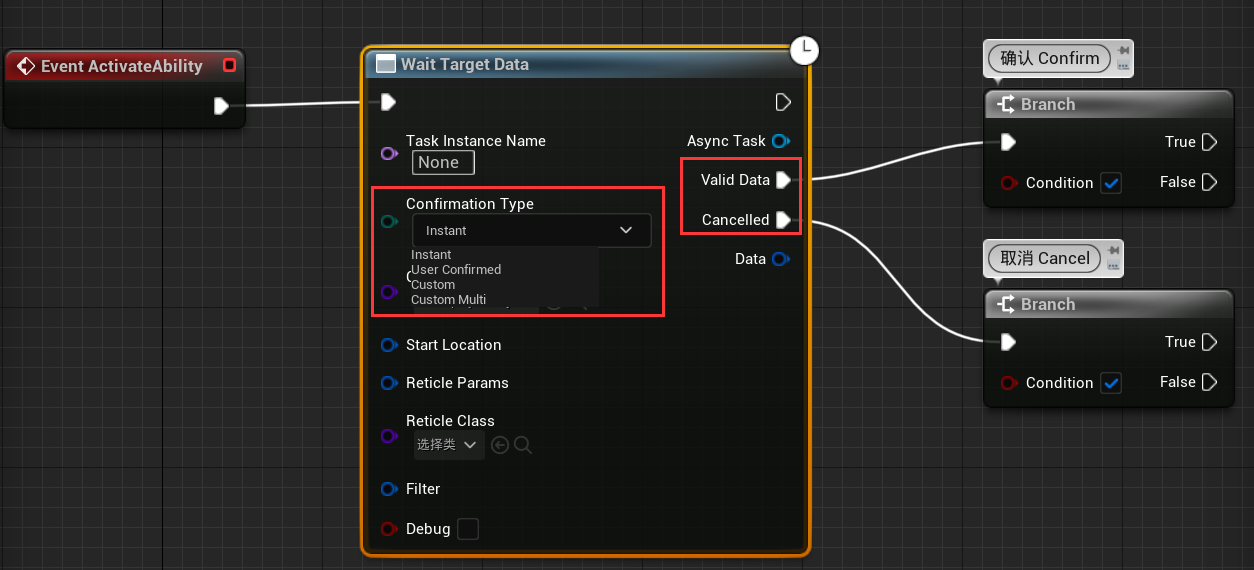 Event ActivateAbility
Wait Target Data
Task Instance Name
None
Confirmation Type
Instant
Instant
User Confirmed
Custom
Custom Multi
Start Location
Reticle Params
Reticle Class
选择类
Filter
Debug
Async Task
Valid Data
Cancelled
Data
确认 Confirm
Branch
True
Condition
False
取消 Cancel
Branch
True
Condition
False